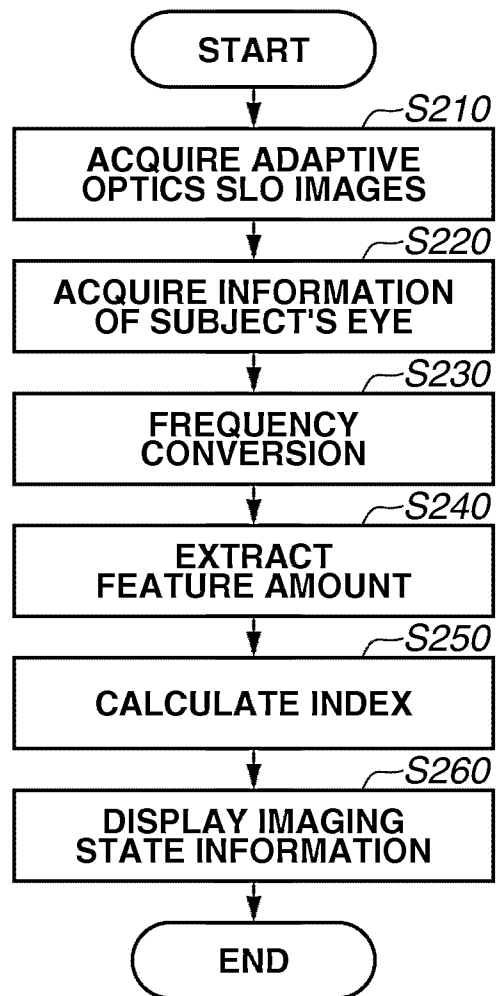 START
S210
ACQUIRE ADAPTIVE
OPTICS SLO IMAGES
S220
ACQUIRE INFORMATION
OF SUBJECT'S EYE
S230
FREQUENCY
CONVERSION
S240
EXTRACT
FEATURE AMOUNT
S250
CALCULATE INDEX
S260
DISPLAY IMAGING
STATE INFORMATION
END